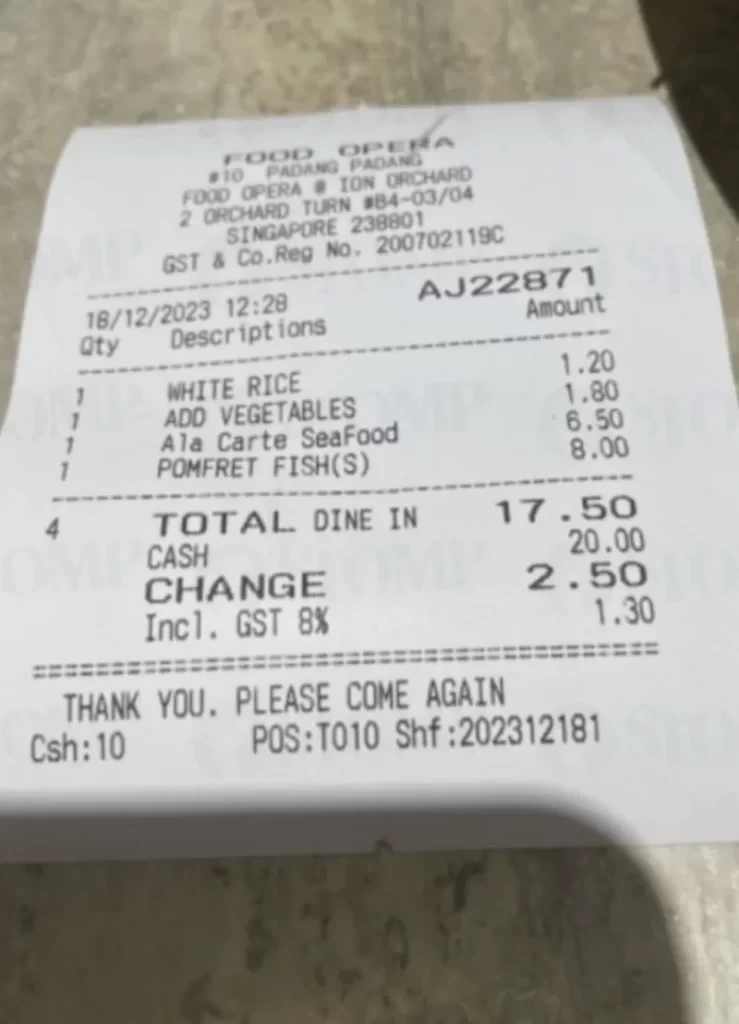 FOOD OPERA
#10 PADANG PADANG
FOOD OPERA @ ION ORCHARD
2 ORCHARD TURN #B4-03/04
SINGAPORE 238801
GST & Co.Reg No. 200702119C
18/12/2023 12:28 AJ22871
Qty Descriptions Amount
1 WHITE RICE 1.20
1 ADD VEGETABLES 1.80
1 Ala Carte SeaFood 6.50
1 POMFRET FISH(S) 8.00
4 TOTAL DINE IN 17.50
CASH 20.00
CHANGE 2.50
Incl. GST 8% 1.30
THANK YOU. PLEASE COME AGAIN
Csh:10 POS:T010 Shf:202312181